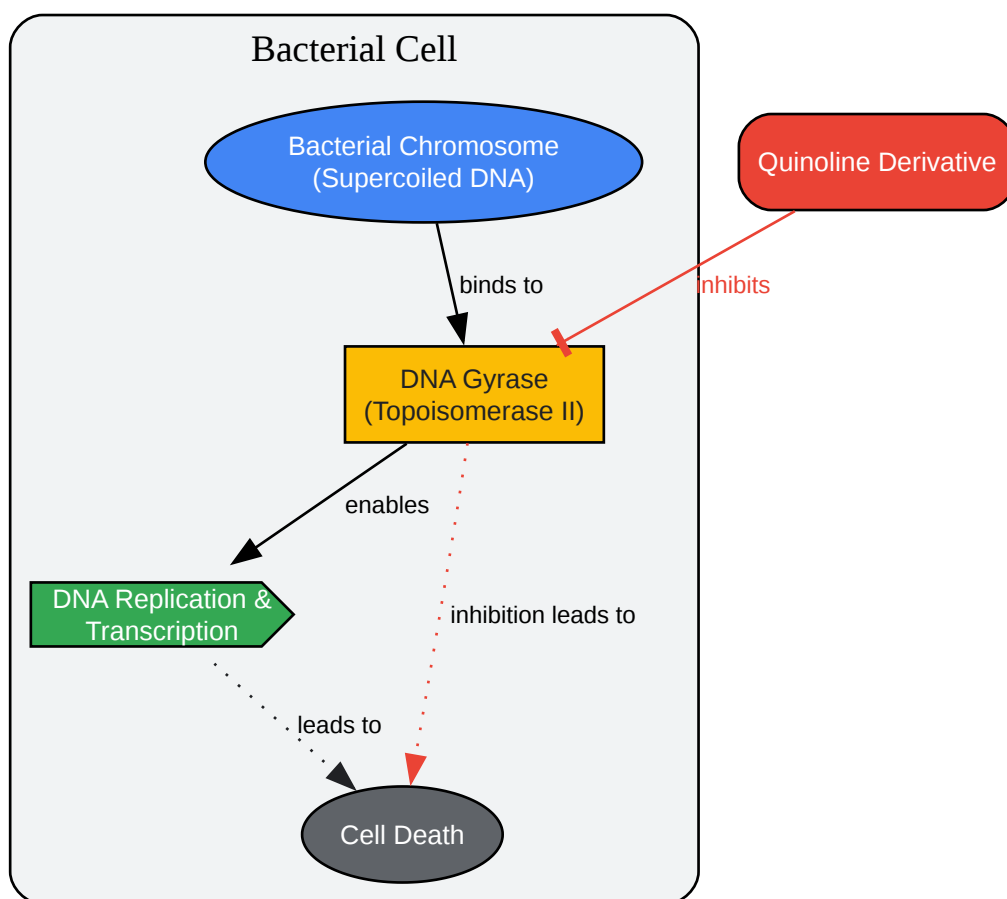 Bacterial Cell
Bacterial Chromosome
(Supercoiled DNA)
Quinoline Derivative
binds to
inhibits
DNA Gyrase
(Topoisomerase II)
enables
DNA Replication &
Transcription
inhibition leads to
leads to
Cell Death